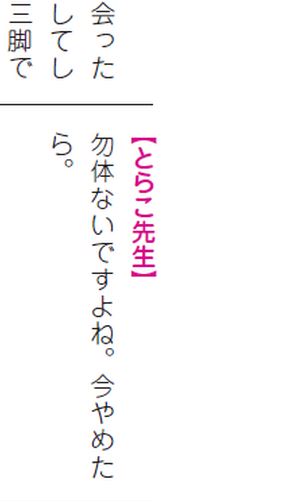 会った
してし
三脚で
【とらこ先生】
勿体ないですよね。今やめた
ら。